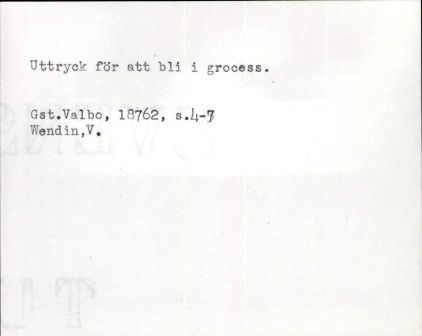 Uttryck för att bli i grocess.
Gst.Valbo, 18762, s.4-7
Wendin,V.